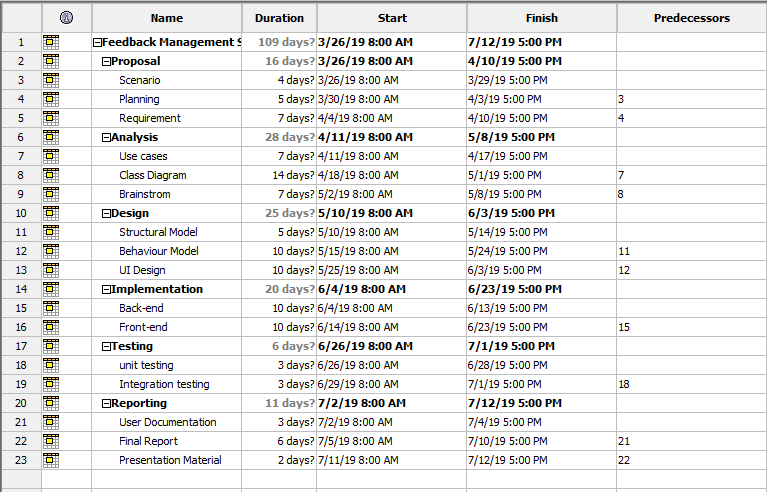 Name Duration Start Finish Predecessors
1 Feedback Management S 109 days? 3/26/19 8:00 AM 7/12/19 5:00 PM
2 Proposal 16 days? 3/26/19 8:00 AM 4/10/19 5:00 PM
3 Scenario 4 days? 3/26/19 8:00 AM 3/29/19 5:00 PM
4 Planning 5 days? 3/30/19 8:00 AM 4/3/19 5:00 PM 3
5 Requirement 7 days? 4/4/19 8:00 AM 4/10/19 5:00 PM 4
6 Analysis 28 days? 4/11/19 8:00 AM 5/8/19 5:00 PM
7 Use cases 7 days? 4/11/19 8:00 AM 4/17/19 5:00 PM
8 Class Diagram 14 days? 4/18/19 8:00 AM 5/1/19 5:00 PM 7
9 Brainstrom 7 days? 5/2/19 8:00 AM 5/8/19 5:00 PM 8
10 Design 25 days? 5/10/19 8:00 AM 6/3/19 5:00 PM
11 Structural Model 5 days? 5/10/19 8:00 AM 5/14/19 5:00 PM
12 Behaviour Model 10 days? 5/15/19 8:00 AM 5/24/19 5:00 PM 11
13 UI Design 10 days? 5/25/19 8:00 AM 6/3/19 5:00 PM 12
14 Implementation 20 days? 6/4/19 8:00 AM 6/23/19 5:00 PM
15 Back-end 10 days? 6/4/19 8:00 AM 6/13/19 5:00 PM
16 Front-end 10 days? 6/14/19 8:00 AM 6/23/19 5:00 PM 15
17 Testing 6 days? 6/26/19 8:00 AM 7/1/19 5:00 PM
18 unit testing 3 days? 6/26/19 8:00 AM 6/28/19 5:00 PM
19 Integration testing 3 days? 6/29/19 8:00 AM 7/1/19 5:00 PM 18
20 Reporting 11 days? 7/2/19 8:00 AM 7/12/19 5:00 PM
21 User Documentation 3 days? 7/2/19 8:00 AM 7/4/19 5:00 PM
22 Final Report 6 days? 7/5/19 8:00 AM 7/10/19 5:00 PM 21
23 Presentation Material 2 days? 7/11/19 8:00 AM 7/12/19 5:00 PM 22